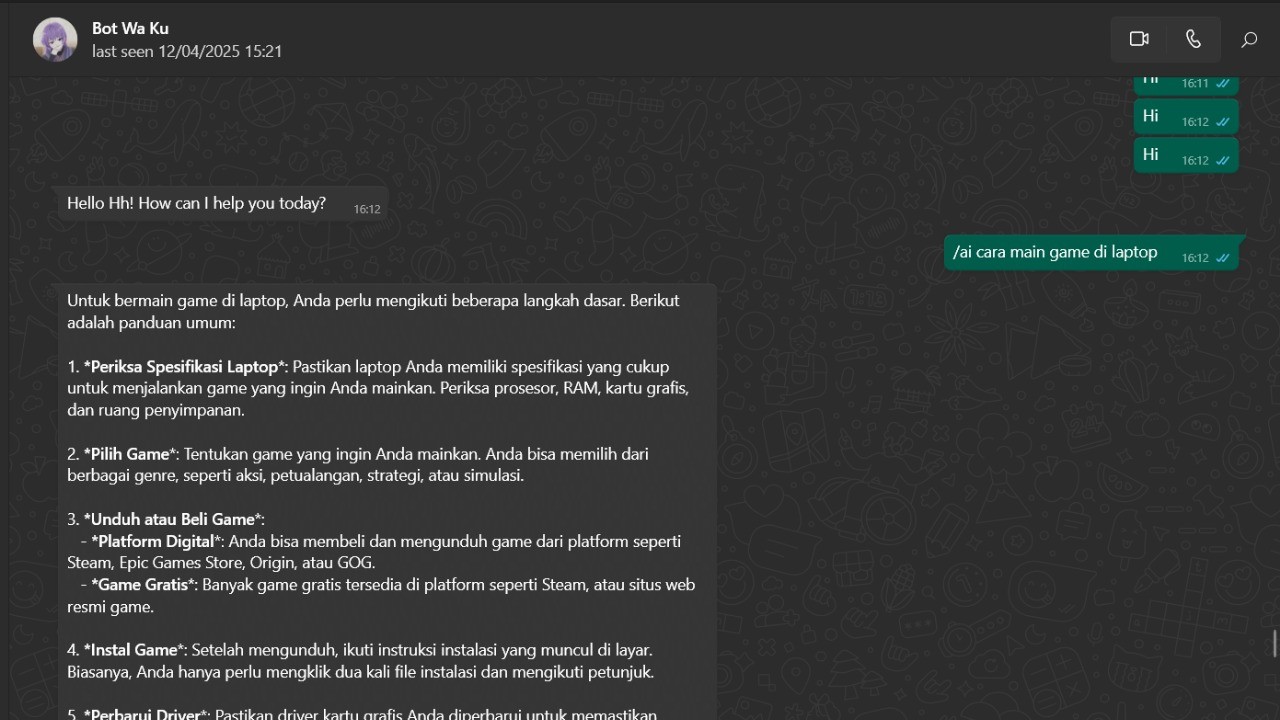 Bot Wa Ku
last seen 12/04/2025 15:21
Hi 16:11
Hi 16:12
Hi 16:12
Hello Hh! How can I help you today? 16:12
/ai cara main game di laptop 16:12
Untuk bermain game di laptop, Anda perlu mengikuti beberapa langkah dasar. Berikut
adalah panduan umum:
1. *Periksa Spesifikasi Laptop*: Pastikan laptop Anda memiliki spesifikasi yang cukup
untuk menjalankan game yang ingin Anda mainkan. Periksa prosesor, RAM, kartu grafis,
dan ruang penyimpanan.
2. *Pilih Game*: Tentukan game yang ingin Anda mainkan. Anda bisa memilih dari
berbagai genre, seperti aksi, petualangan, strategi, atau simulasi.
3. *Unduh atau Beli Game*:
- *Platform Digital*: Anda bisa membeli dan mengunduh game dari platform seperti
Steam, Epic Games Store, Origin, atau GOG.
- *Game Gratis*: Banyak game gratis tersedia di platform seperti Steam, atau situs web
resmi game.
4. *Instal Game*: Setelah mengunduh, ikuti instruksi instalasi yang muncul di layar.
Biasanya, Anda hanya perlu mengklik dua kali file instalasi dan mengikuti petunjuk.
5. *Perbarui Driver*: Pastikan driver kartu grafis Anda diperbarui untuk memastikan